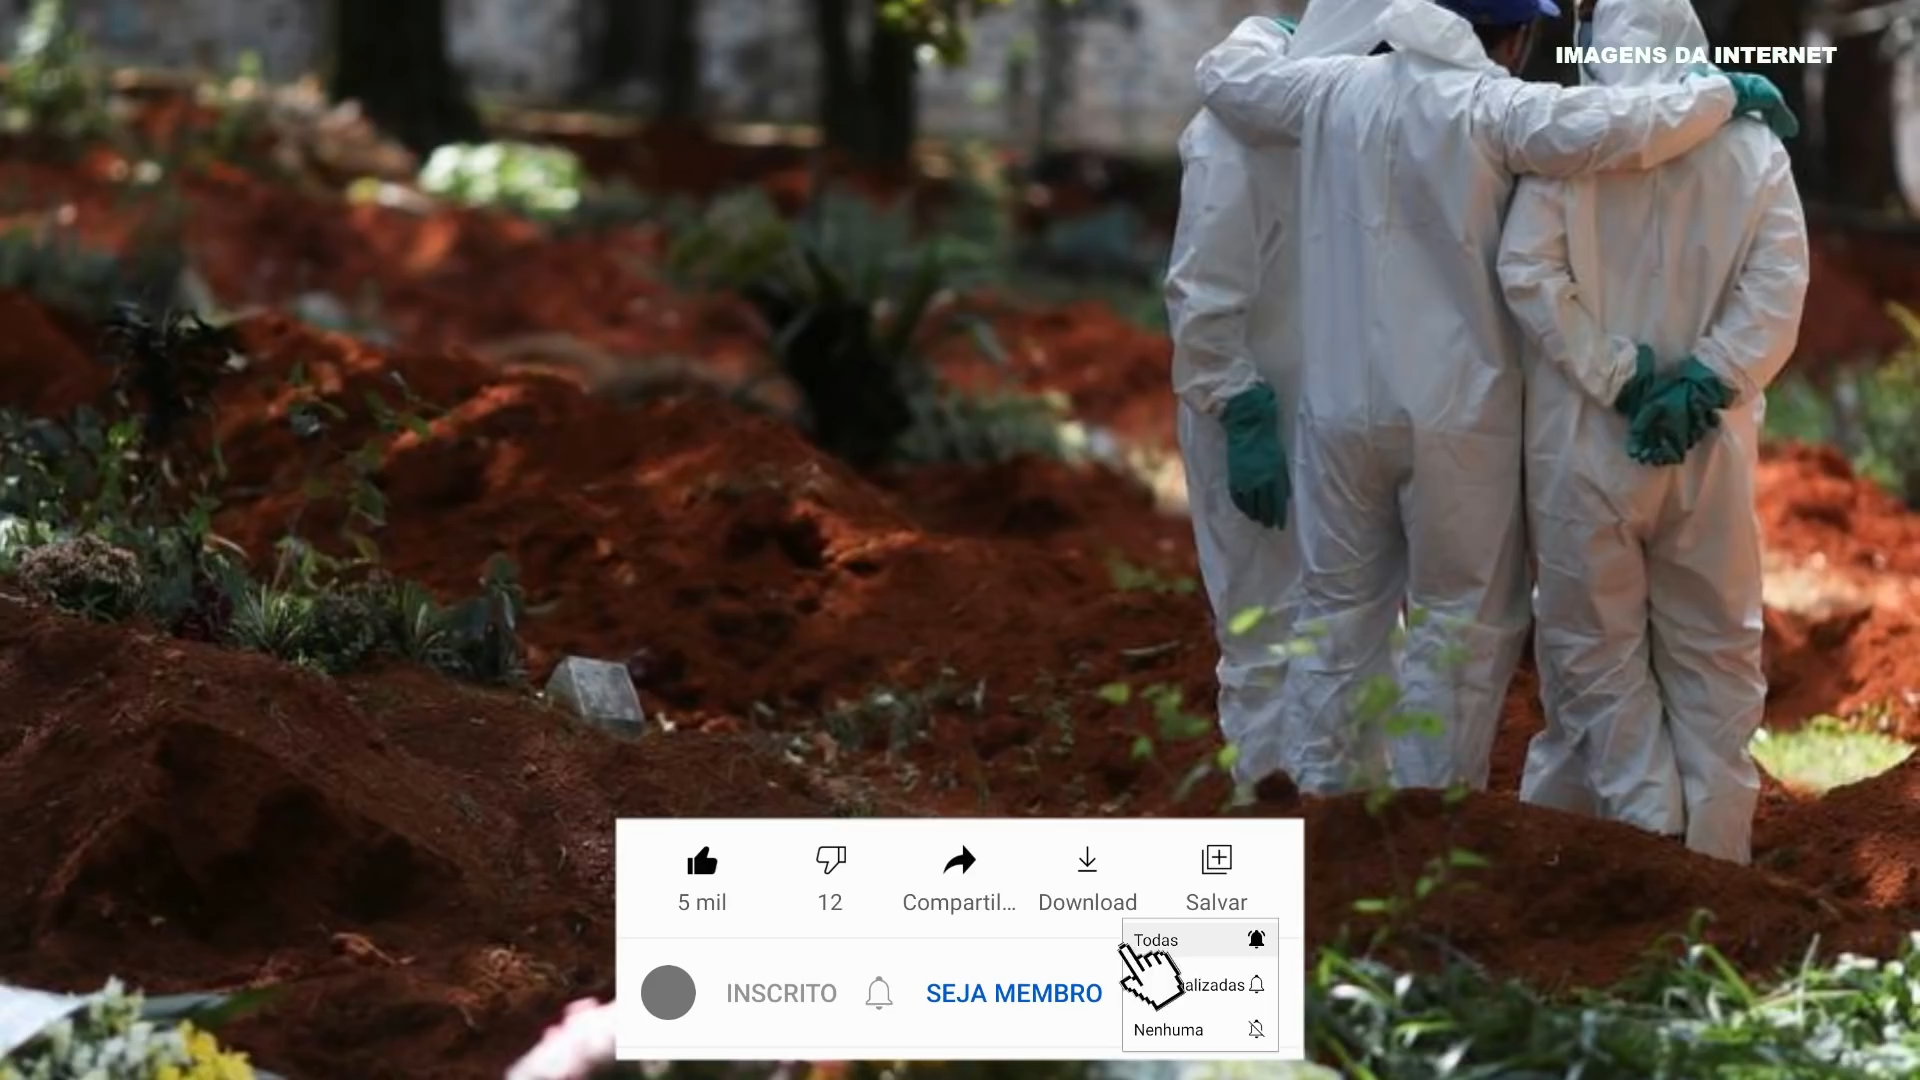 IMAGENS DA INTERNET
5 mil
12
Compartil...
Download
Salvar
Todas
INSCRITO
SEJA MEMBRO
alizadas
Nenhuma